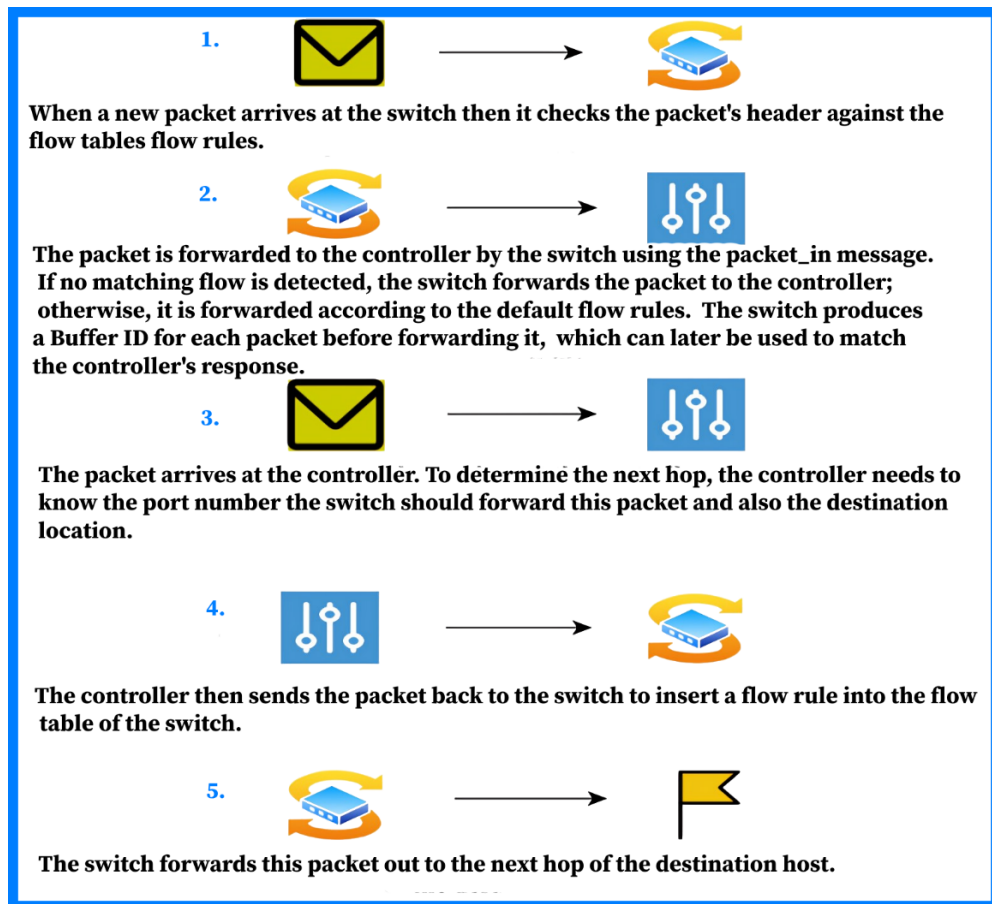 1.
When a new packet arrives at the switch then it checks the packet's header against the
flow tables flow rules.
2.
The packet is forwarded to the controller by the switch using the packet_in message.
If no matching flow is detected, the switch forwards the packet to the controller;
otherwise, it is forwarded according to the default flow rules. The switch produces
a Buffer ID for each packet before forwarding it, which can later be used to match
the controller's response.
3.
The packet arrives at the controller. To determine the next hop, the controller needs to
know the port number the switch should forward this packet and also the destination
location.
4.
The controller then sends the packet back to the switch to insert a flow rule into the flow
table of the switch.
5.
The switch forwards this packet out to the next hop of the destination host.